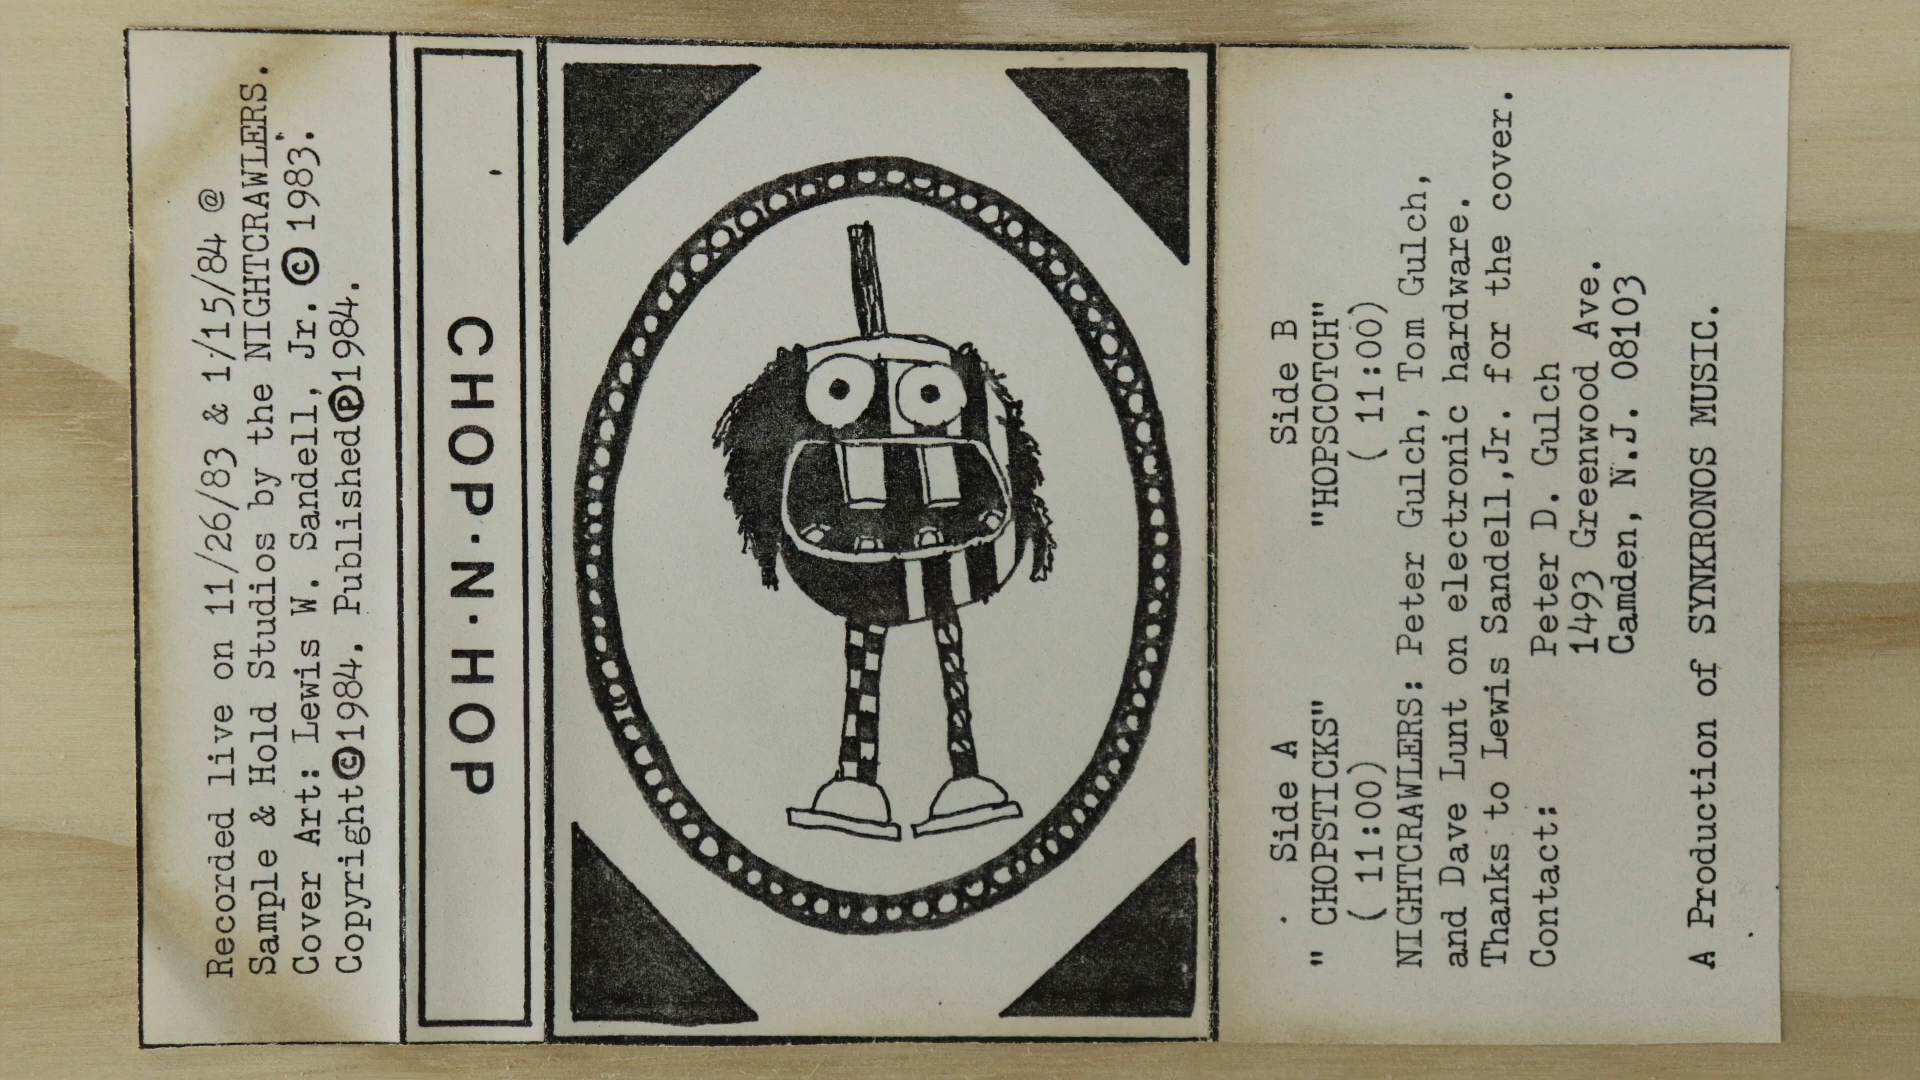 Recorded live on 11/26/83 & 1/15/84 @
Sample & Hold Studios by the NIGHTCRAWLERS.
Cover Art: Lewis W. Sandell, Jr. © 1983.
Copyright©1984. Published℗1984.
CHOP·N·HOP
Side A Side B
" CHOPSTICKS" "HOPSCOTCH"
( 11:00) ( 11:00)
NIGHTCRAWLERS: Peter Gulch, Tom Gulch,
and Dave Lunt on electronic hardware.
Thanks to Lewis Sandell,Jr. for the cover.
Contact: Peter D. Gulch
1493 Greenwood Ave.
Camden, N.J. 08103
A Production of SYNKRONOS MUSIC.